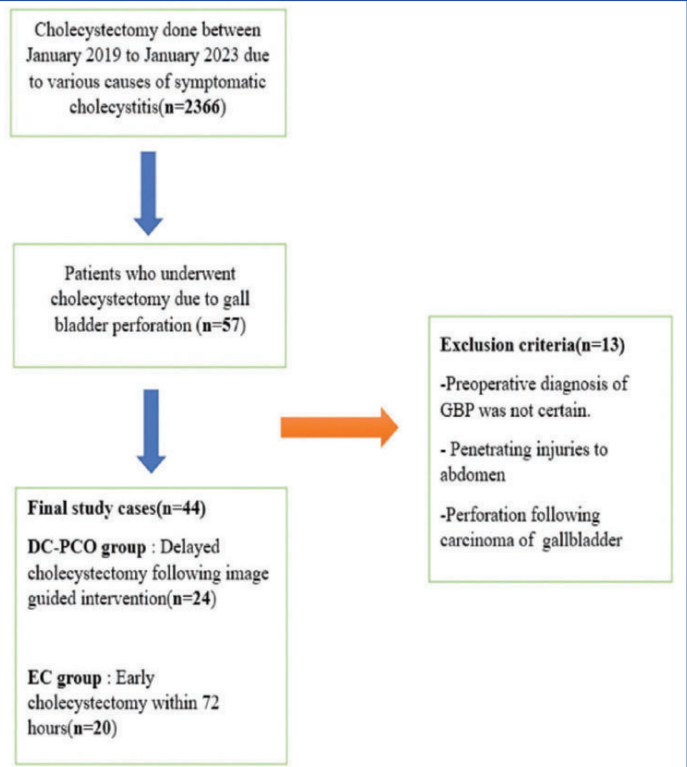 Cholecystectomy done between
January 2019 to January 2023 due
to various causes of symptomatic
cholecystitis(n=2366)
Patients who underwent
cholecystectomy due to gall
bladder perforation (n=57)
Exclusion criteria(n=13)
-Preoperative diagnosis of
GBP was not certain.
- Penetrating injuries to
abdomen
-Perforation following
carcinoma of gallbladder
Final study cases(n=44)
DC-PCO group : Delayed
cholecystectomy following image
guided intervention(n=24)
EC group : Early
cholecystectomy within 72
hours(n=20)